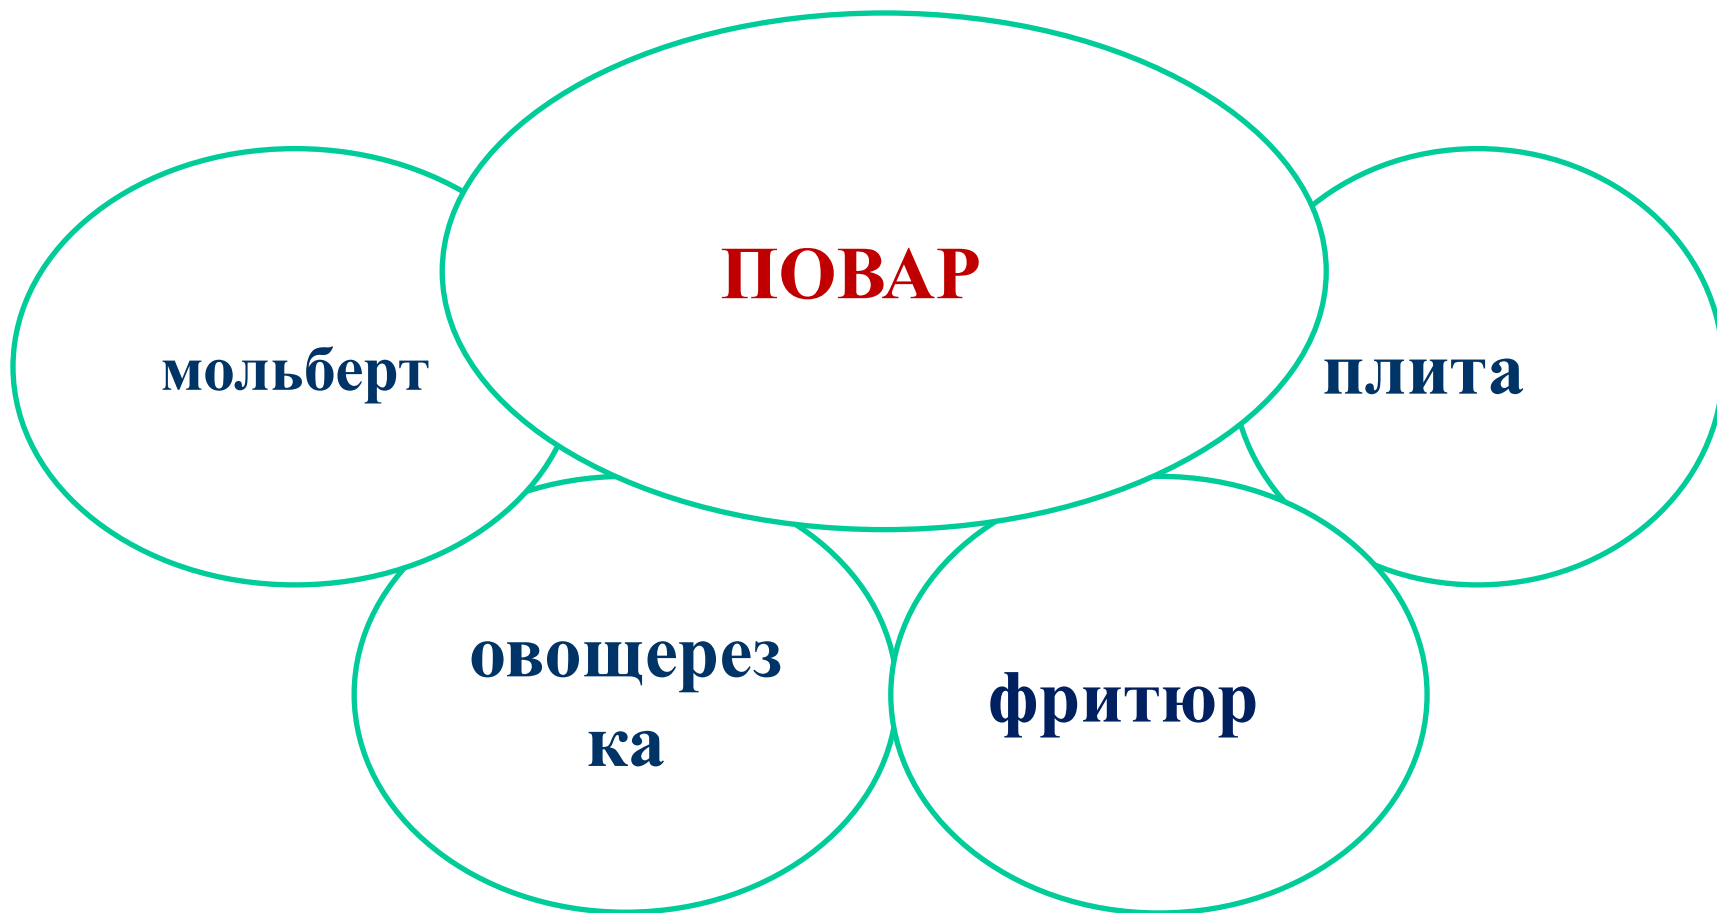 ПОВАР
мольберт
плита
овощерез
ка
фритюр